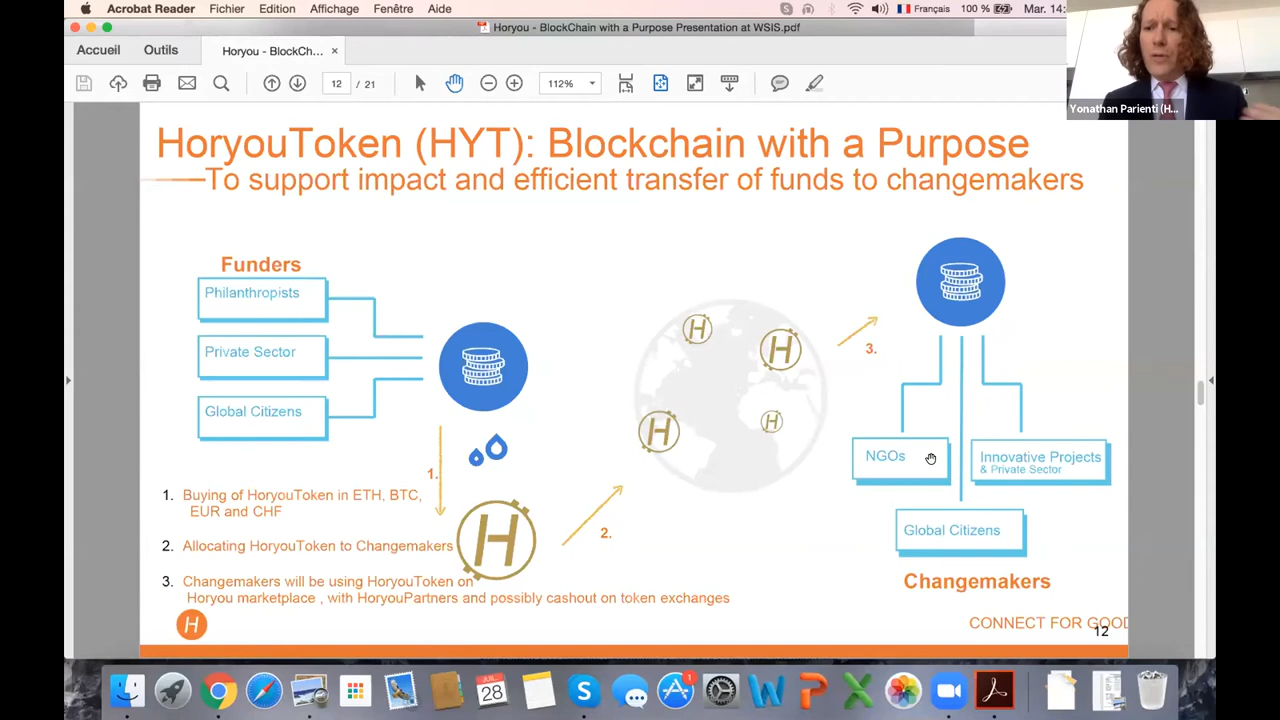 Acrobat Reader Fichier Edition Affichage Fenêtre Aide
Français 100 % Mar. 14:
Horyou - BlockChain with a Purpose Presentation at WSiS.pdf
Accueil Outils Horyou - BlockCh... ×
12 / 21 112%
Yonathan Parienti (H...
HoryouToken (HYT): Blockchain with a Purpose
To support impact and efficient transfer of funds to changemakers
Funders
Philanthropists
Private Sector
Global Citizens
1.
1. Buying of HoryouToken in ETH, BTC,
EUR and CHF
2. Allocating HoryouToken to Changemakers
3. Changemakers will be using HoryouToken on
Horyou marketplace , with HoryouPartners and possibly cashout on token exchanges
H
2.
H
H
H
H
3.
NGOs
Innovative Projects
& Private Sector
Global Citizens
Changemakers
H
CONNECT FOR GOOD
12
JUIL
28
1